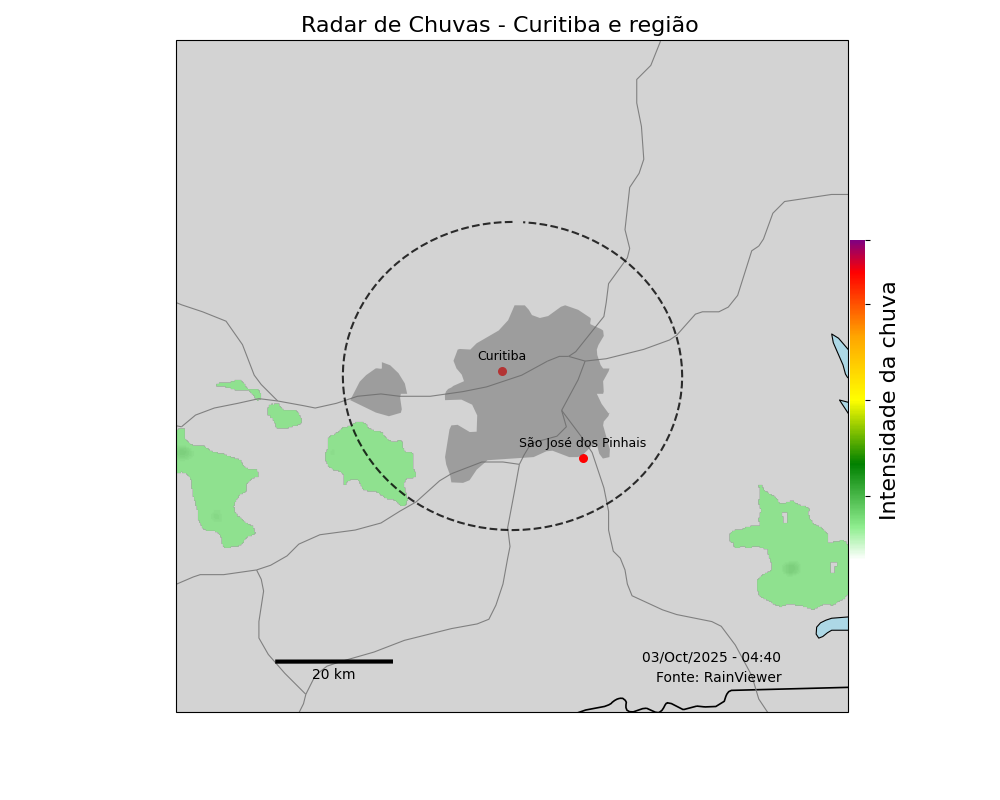 Radar de Chuvas - Curitiba e região
Curitiba
São José dos Pinhais
Intensidade da chuva
20 km
03/Oct/2025 - 04:40
Fonte: RainViewer